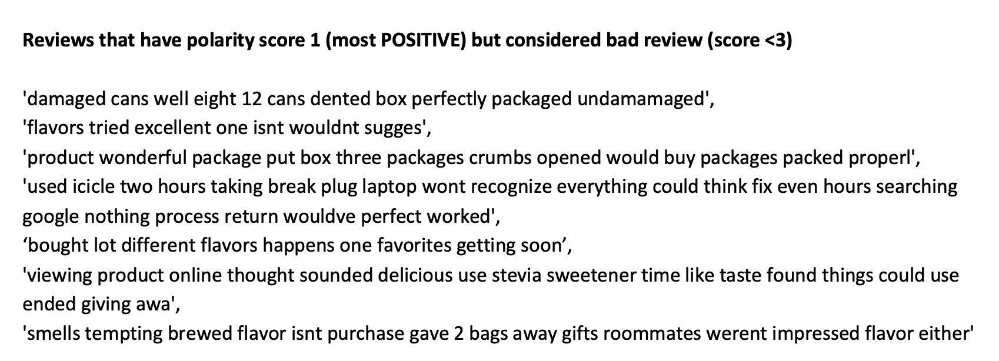 Reviews that have polarity score 1 (most POSITIVE) but considered bad review (score <3)
'damaged cans well eight 12 cans dented box perfectly packaged undamamaged',
'flavors tried excellent one isnt wouldnt sugges',
'product wonderful package put box three packages crumbs opened would buy packages packed properl',
'used icicle two hours taking break plug laptop wont recognize everything could think fix even hours searching
google nothing process return wouldve perfect worked',
‘bought lot different flavors happens one favorites getting soon’,
'viewing product online thought sounded delicious use stevia sweetener time like taste found things could use
ended giving awa',
'smells tempting brewed flavor isnt purchase gave 2 bags away gifts roommates werent impressed flavor either'